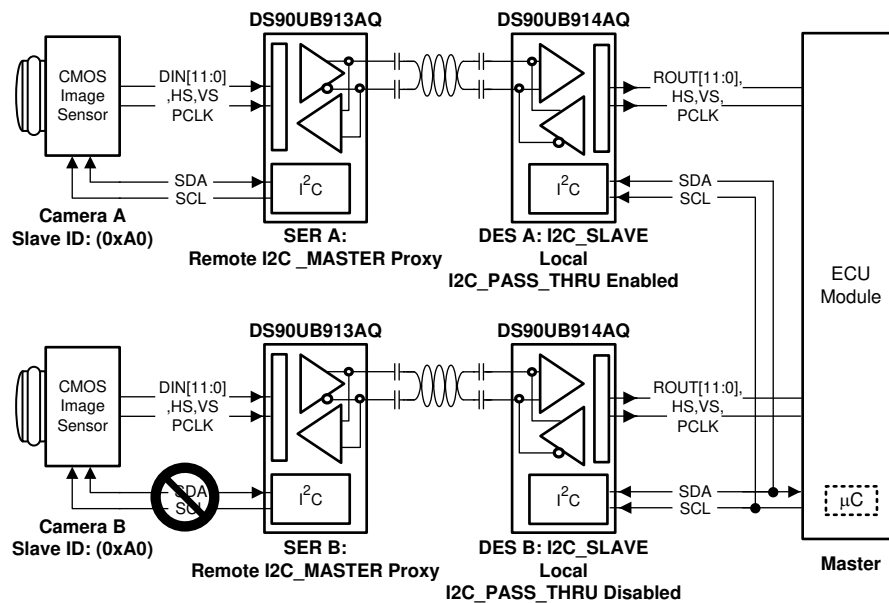 DS90UB913AQ
DS90UB914AQ
CMOS
Image
Sensor
DIN[11:0]
,HS,VS
PCLK
ROUT[11:0],
HS,VS,
PCLK
SDA
SCL
I2C
I2C
SDA
SCL
Camera A
Slave ID: (0xA0)
SER A:
Remote I2C _MASTER Proxy
DES A: I2C_SLAVE
Local
I2C_PASS_THRU Enabled
ECU
Module
DS90UB913AQ
DS90UB914AQ
CMOS
Image
Sensor
DIN[11:0]
,HS,VS
PCLK
ROUT[11:0],
HS,VS,
PCLK
SDA
SCL
I2C
I2C
SDA
SCL
μC
Camera B
Slave ID: (0xA0)
SER B:
Remote I2C_MASTER Proxy
DES B: I2C_SLAVE
Local
I2C_PASS_THRU Disabled
Master